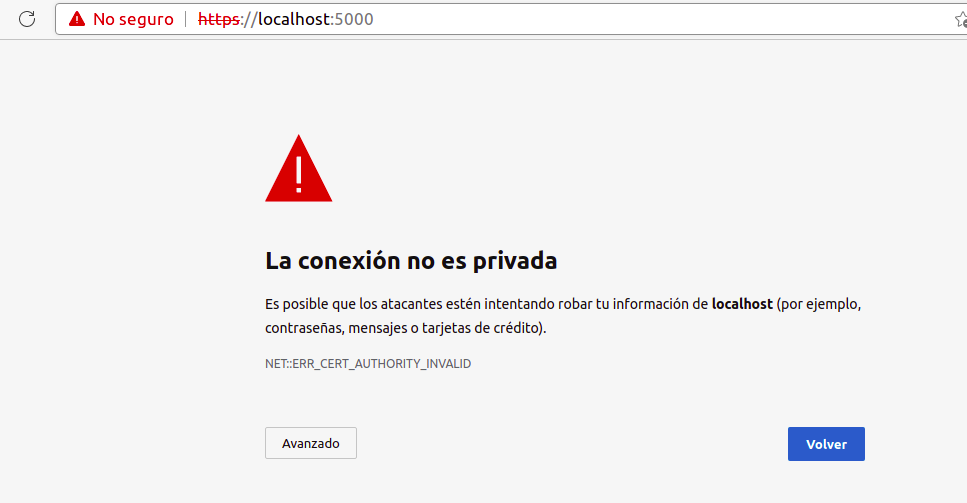 No seguro https://localhost:5000
La conexión no es privada
Es posible que los atacantes estén intentando robar tu información de localhost (por ejemplo,
contraseñas, mensajes o tarjetas de crédito).
NET::ERR_CERT_AUTHORITY_INVALID
Avanzado Volver